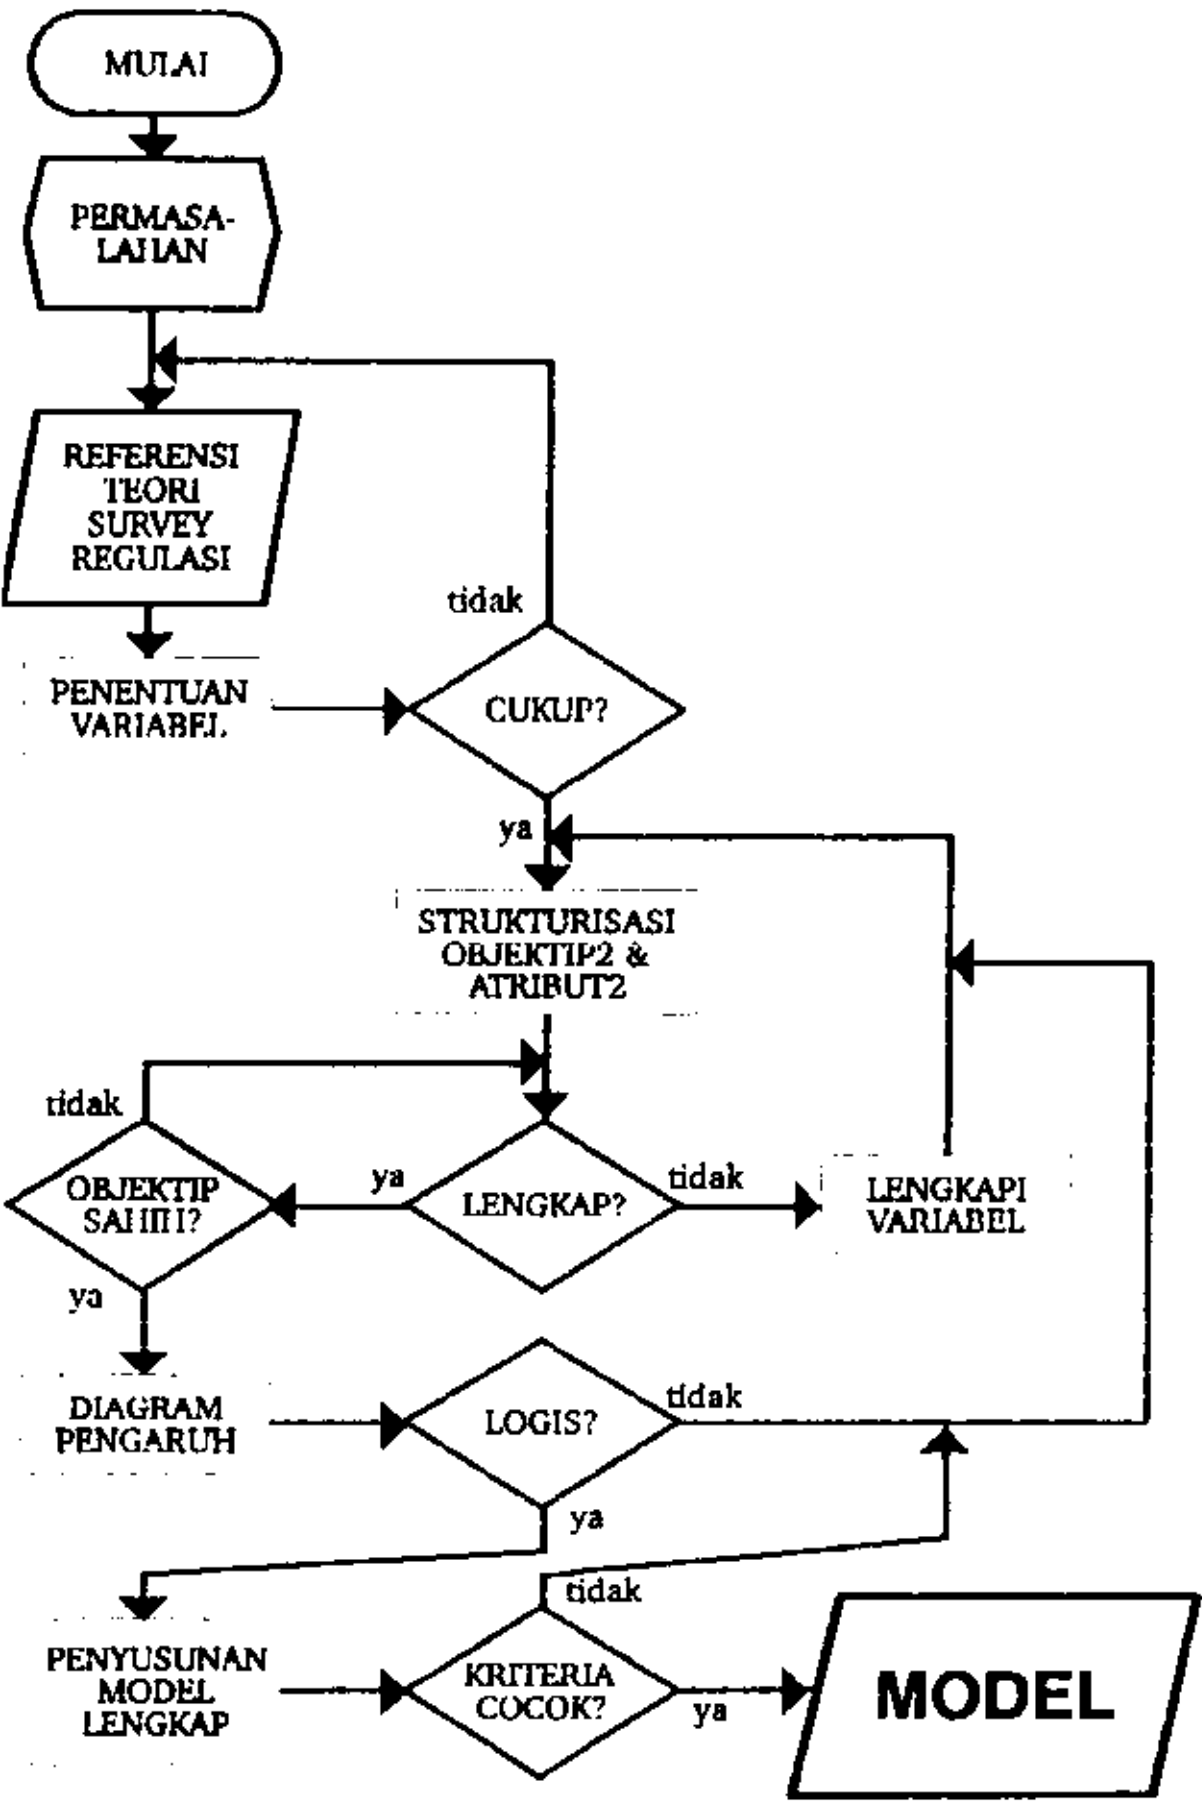 MULAI
PERMASA-
LAHAN
REFERENSI
TEORI
SURVEY
REGULASI
tidak
PENENTUAN
VARIABEL
CUKUP?
ya
STRUKTURISASI
OBJEKTIP2 &
ATRIBUT2
tidak
OBJEKTIP
SAHIH?
ya
LENGKAP?
tidak
LENGKAPI
VARIABEL
ya
DIAGRAM
PENGARUH
LOGIS?
tidak
ya
tidak
PENYUSUNAN
MODEL
LENGKAP
KRITERIA
COCOK?
ya
MODEL